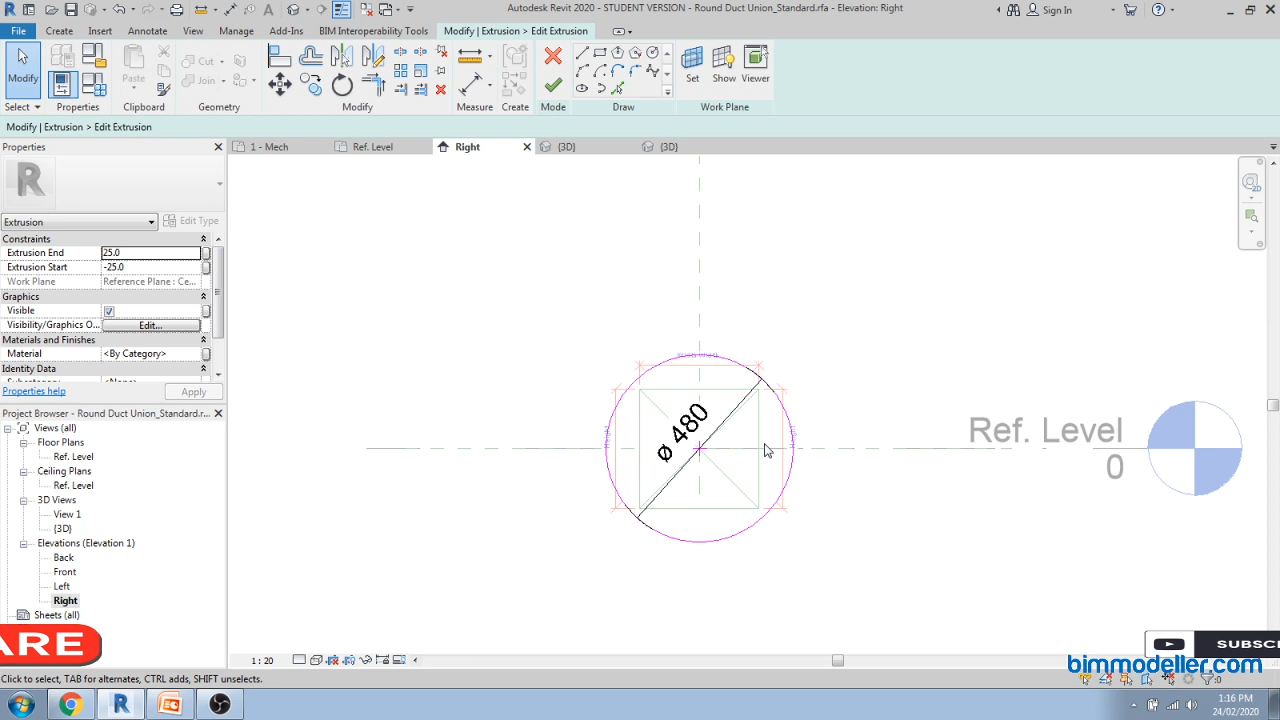 Autodesk Revit 2020 - STUDENT VERSION - Round Duct Union_Standard.rfa - Elevation: Right
Sign In
File Create Insert Annotate View Manage Add-Ins BIM Interoperability Tools Modify | Extrusion > Edit Extrusion
Modify Paste Cut Join Set Show Viewer
Select Properties Clipboard Geometry Modify Measure Create Mode Draw Work Plane
Modify | Extrusion > Edit Extrusion
Properties
1 - Mech Ref. Level Right {3D} {3D}
R
Extrusion Edit Type
Constraints
Extrusion End 25.0
Extrusion Start -25.0
Work Plane Reference Plane : Ce...
Graphics
Visible
Visibility/Graphics O... Edit...
Materials and Finishes
Material <By Category>
Identity Data
Properties help Apply
Project Browser - Round Duct Union_Standard.r...
Views (all)
Floor Plans
Ref. Level
Ceiling Plans
Ref. Level
3D Views
View 1
{3D}
Elevations (Elevation 1)
Back
Front
Left
Right
Sheets (all)
ø 480
Ref. Level
0
ARE
SUBSC
bimmodeller.com
1 : 20
Click to select, TAB for alternates, CTRL adds, SHIFT unselects.
:0
1:16 PM
24/02/2020